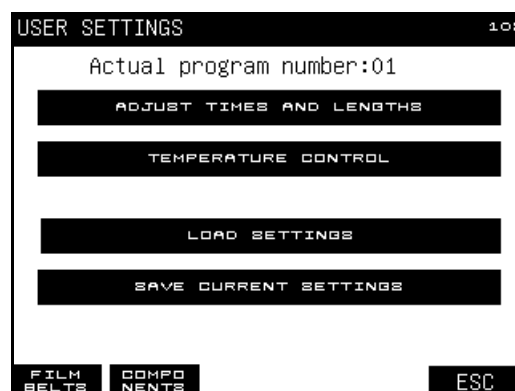 USER SETTINGS
Actual program number:01
ADJUST TIMES AND LENGTHS
TEMPERATURE CONTROL
LOAD SETTINGS
SAVE CURRENT SETTINGS
FILM
BELTS
COMPO
NENTS
ESC